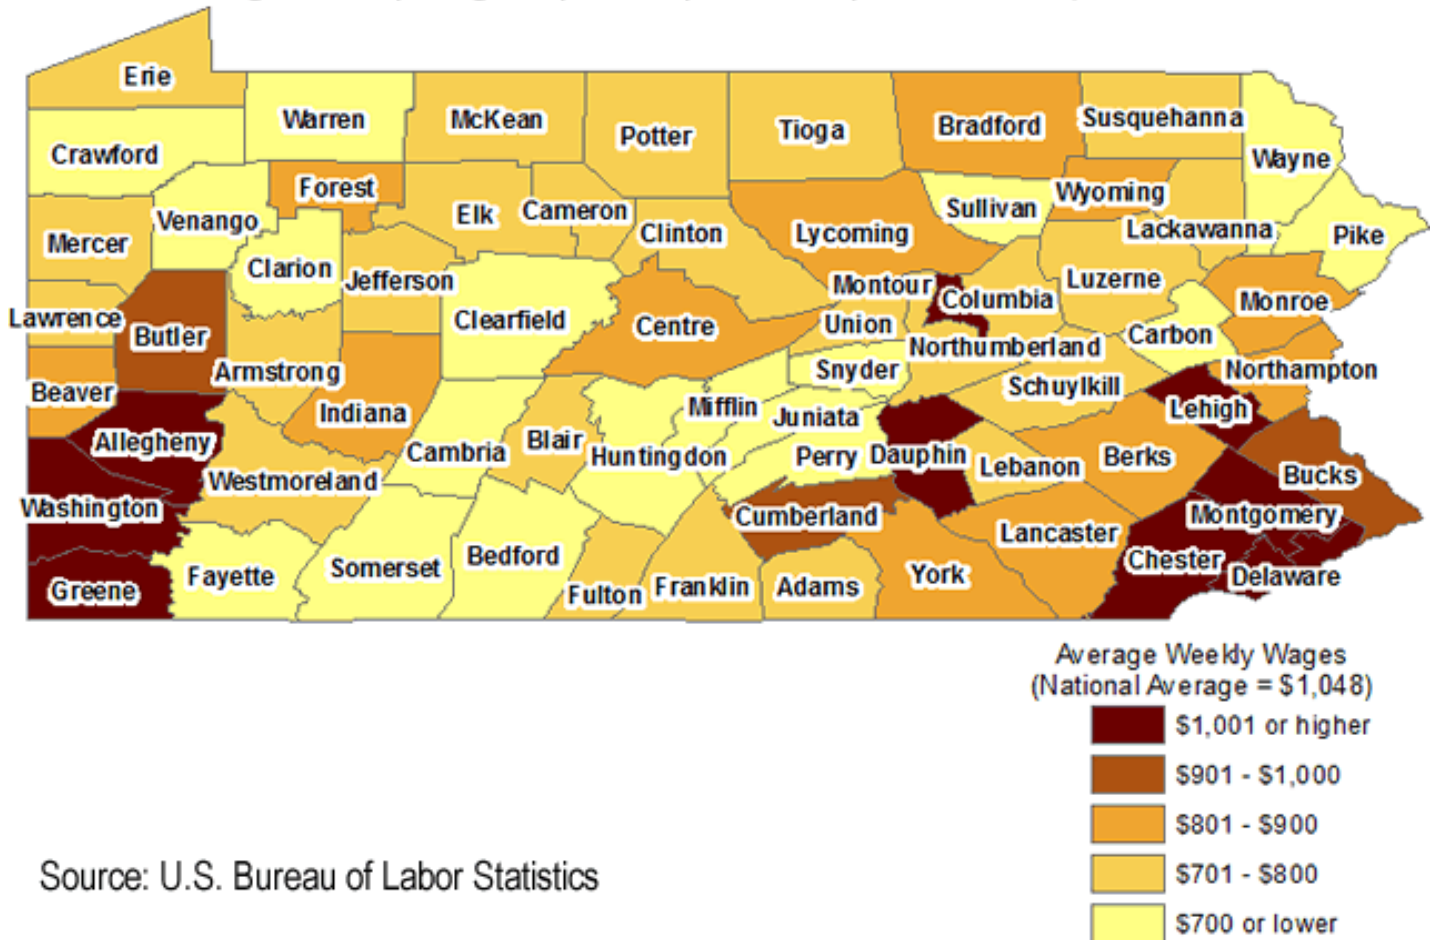 Erie
Warren
McKean
Potter
Tioga
Bradford
Susquehanna
Wayne
Crawford
Forest
Venango
Elk
Cameron
Clinton
Lycoming
Sullivan
Wyoming
Lackawanna
Pike
Mercer
Clarion
Jefferson
Clearfield
Centre
Montour
Columbia
Luzerne
Monroe
Lawrence
Butler
Armstrong
Union
Northumberland
Carbon
Beaver
Indiana
Snyder
Schuylkill
Northampton
Allegheny
Cambria
Blair
Huntingdon
Mifflin
Juniata
Perry
Dauphin
Lebanon
Berks
Lehigh
Bucks
Washington
Westmoreland
Cumberland
Lancaster
Montgomery
Greene
Fayette
Somerset
Bedford
Fulton
Franklin
Adams
York
Chester
Delaware
Average Weekly Wages
(National Average = $1,048)
$1,001 or higher
$901 - $1,000
$801 - $900
$701 - $800
$700 or lower
Source: U.S. Bureau of Labor Statistics